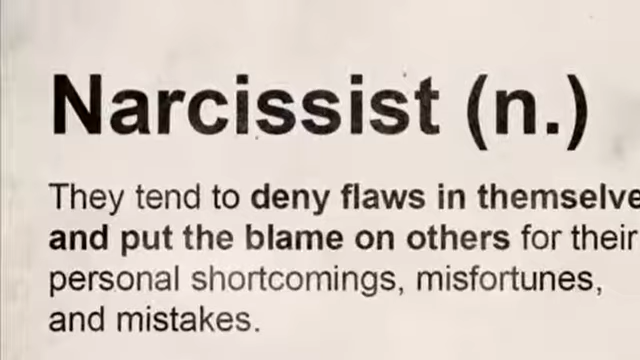 Narcissist (n.)
They tend to deny flaws in themselve
and put the blame on others for their
personal shortcomings, misfortunes,
and mistakes.